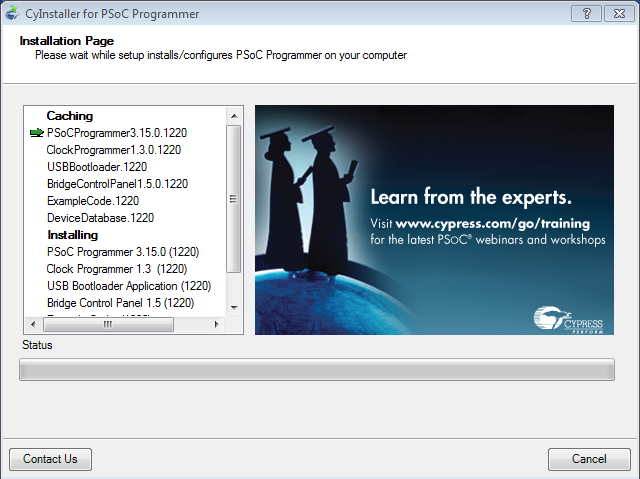 CyInstaller for PSoC Programmer
Installation Page
Please wait while setup installs/configures PSoC Programmer on your computer
Caching
PSoCProgrammer3.15.0.1220
ClockProgrammer1.3.0.1220
USBBootloader.1220
BridgeControlPanel1.5.0.1220
ExampleCode.1220
DeviceDatabase.1220
Installing
PSoC Programmer 3.15.0 (1220)
Clock Programmer 1.3 (1220)
USB Bootloader Application (1220)
Bridge Control Panel 1.5 (1220)
Learn from the experts.
Visit www.cypress.com/go/training
for the latest PSoC® webinars and workshops
CYPRESS
PERFORM
Status
Contact Us
Cancel